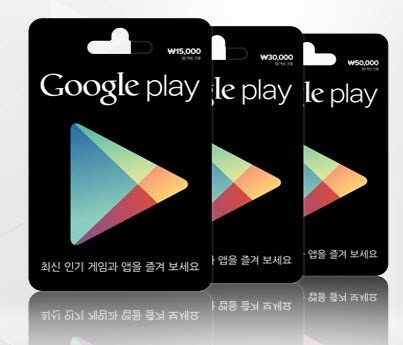 ₩15,000
Google play
최신 인기 게임과 앱을 즐겨 보세요
₩30,000
le play
앱을 즐겨 보세요
₩50,000
le play
앱을 즐겨 보세요